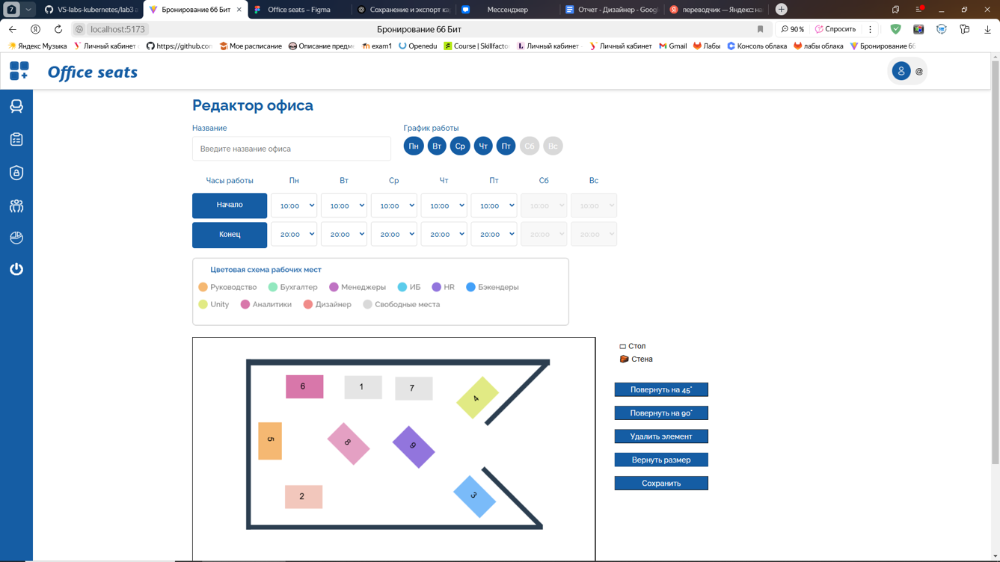 7
VS-labs-kubernetes/lab3 a
Бронирование 66 Бит
Office seats – Figma
Сохранение и экспорт кар
Мессенджер
Отчет - Дизайнер - Googl
переводчик — Яндекс: на
localhost:5173
Бронирование 66 Бит
90 %
Спросить
Яндекс Музыка
Личный кабинет
https://github.con
Мое расписание
Описание предме
exam1
Openedu
Course | Skillfacto
Личный кабинет -
Личный кабинет
Gmail
Лабы
Консоль облака
лабы облака
Бронирование 66
Office seats
@
Редактор офиса
Название
График работы
Введите название офиса
Пн Вт Ср Чт Пт Сб Вс
Часы работы Пн Вт Ср Чт Пт Сб Вс
Начало 10:00 10:00 10:00 10:00 10:00 10:00 10:00
Конец 20:00 20:00 20:00 20:00 20:00 20:00 20:00
Цветовая схема рабочих мест
Руководство Бухгалтер Менеджеры ИБ HR Бэкендеры
Unity Аналитики Дизайнер Свободные места
Стол
Стена
6 1 7 4
5 8 9
2 3
Повернуть на 45˚
Повернуть на 90˚
Удалить элемент
Вернуть размер
Сохранить